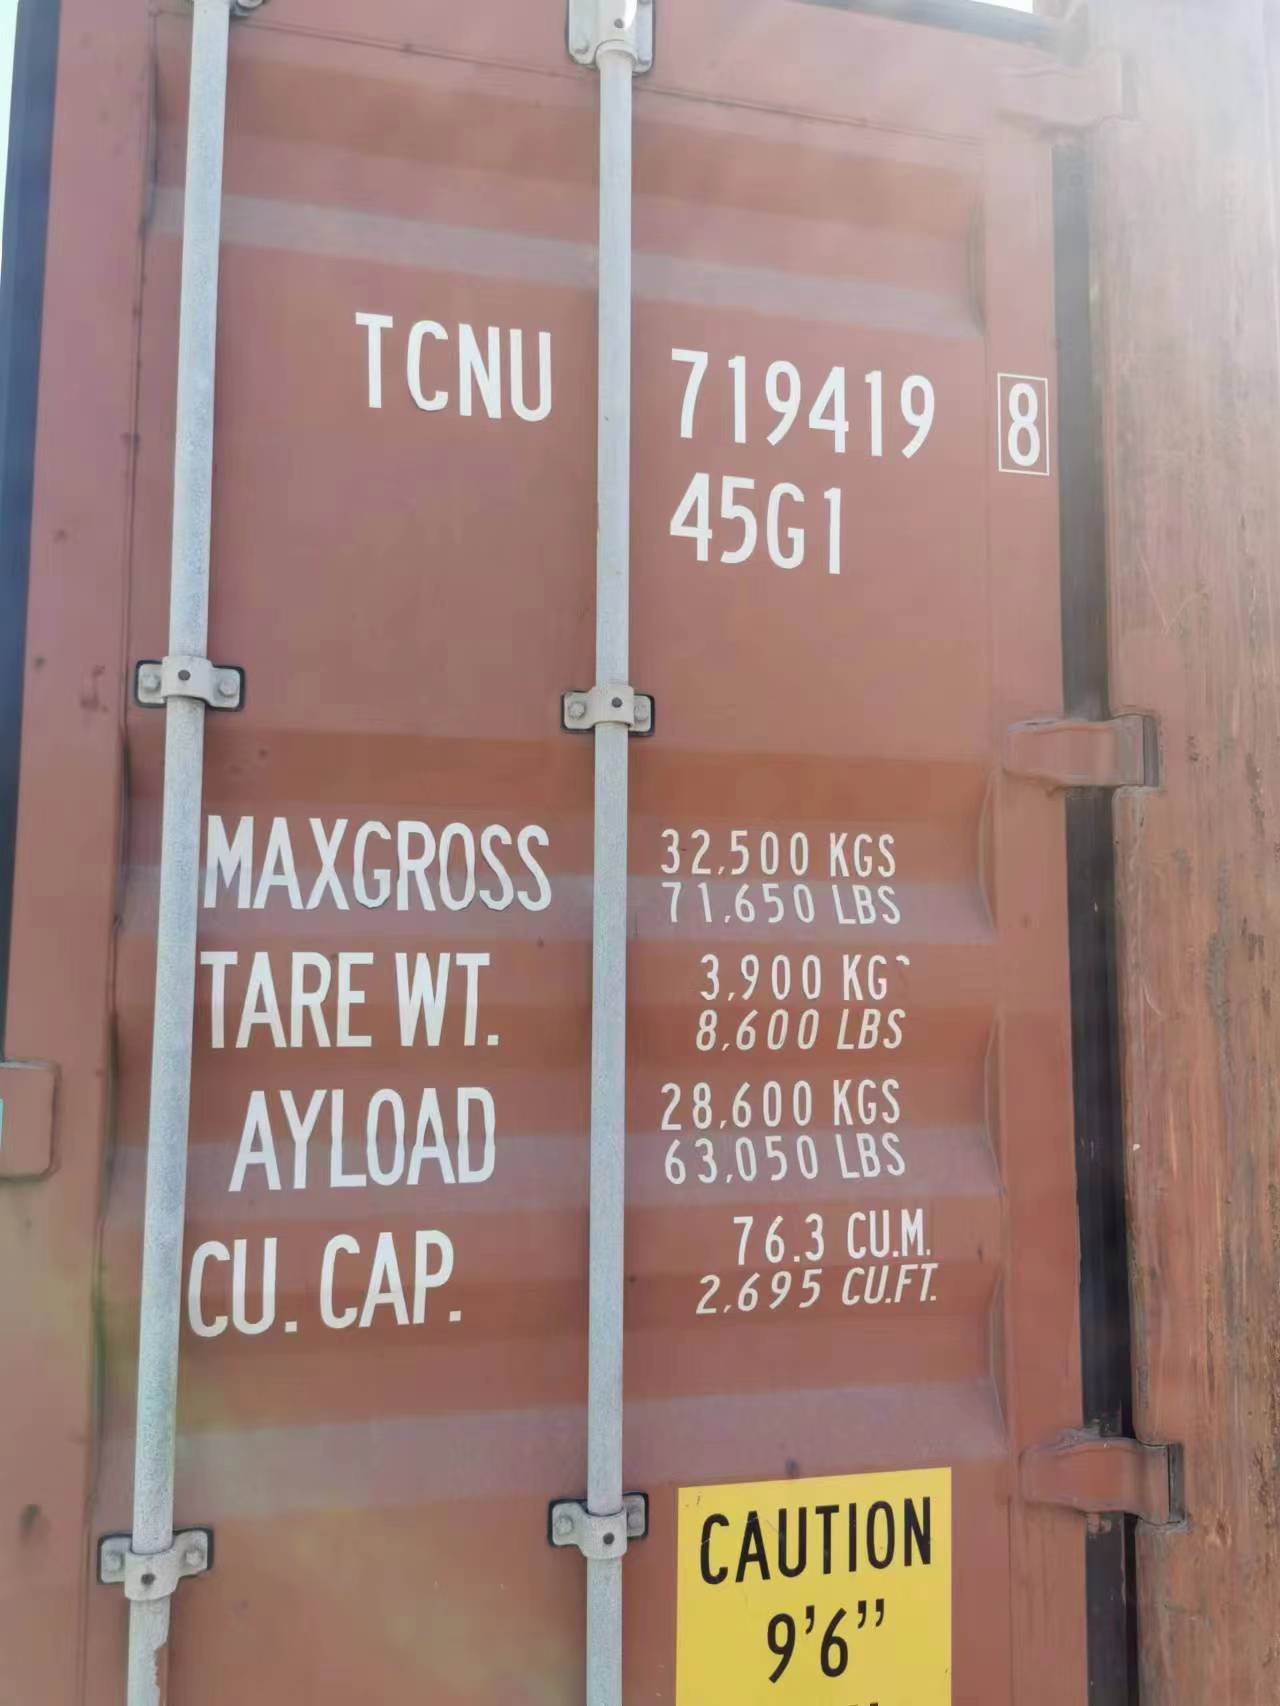 TCNU 719419 8
45G1
MAXGROSS 32,500 KGS
71,650 LBS
TARE WT. 3,900 KG
8,600 LBS
AYLOAD 28,600 KGS
63,050 LBS
CU. CAP. 76.3 CU.M.
2,695 CU.FT.
CAUTION
9'6"